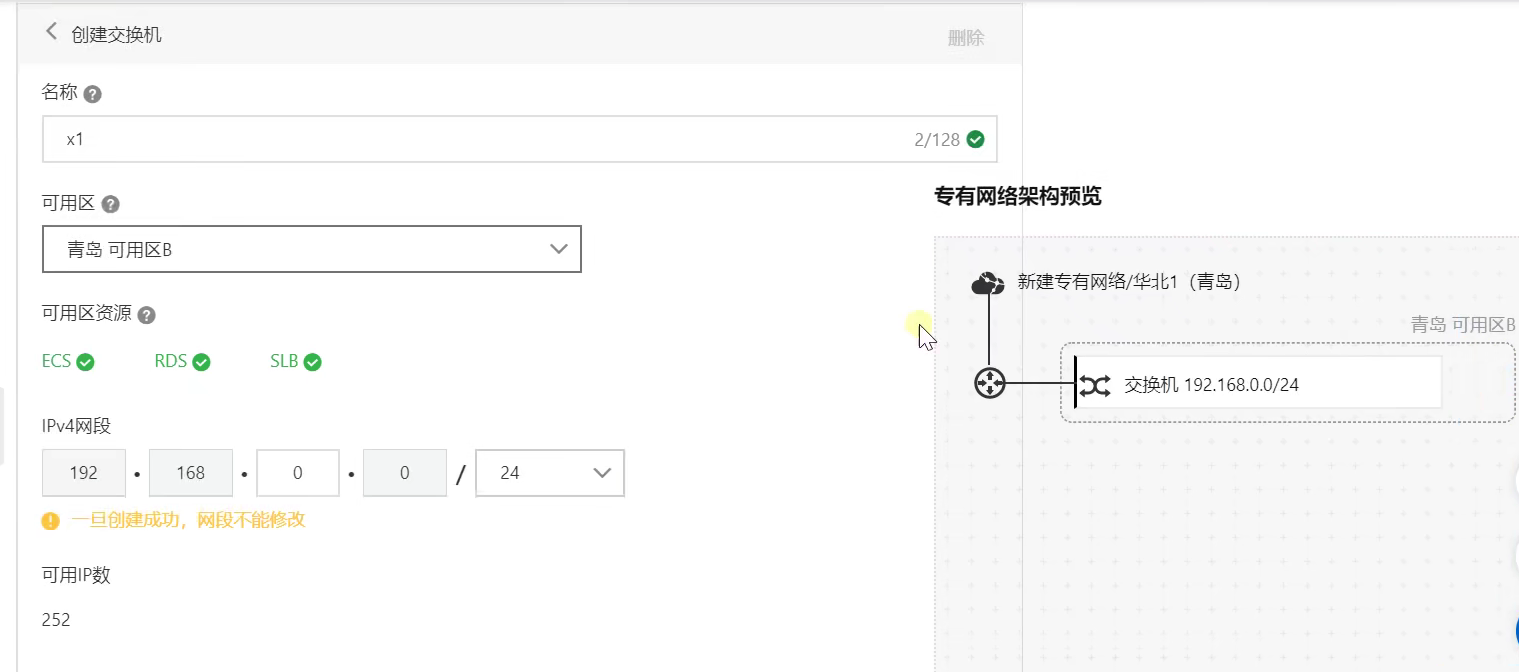 创建交换机
删除
名称
x1
2/128
可用区
青岛 可用区B
可用区资源
ECS
RDS
SLB
IPv4网段
192 • 168 • 0 • 0 / 24
一旦创建成功，网段不能修改
可用IP数
252
专有网络架构预览
新建专有网络/华北1（青岛）
青岛 可用区B
交换机 192.168.0.0/24